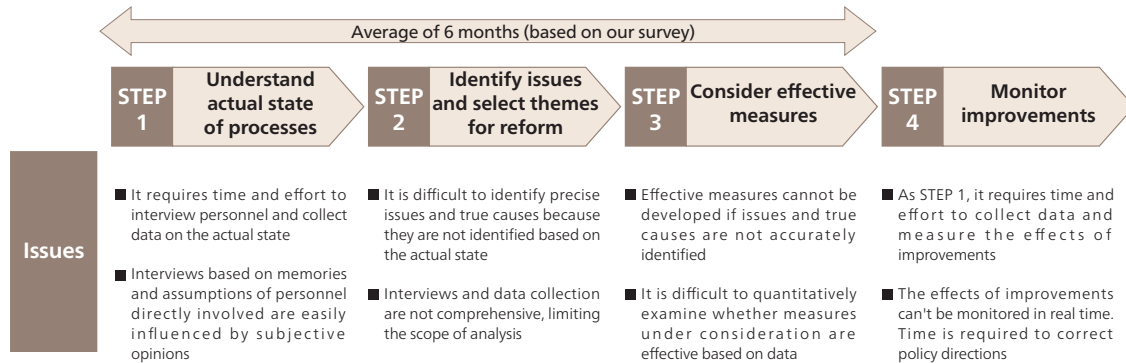 Average of 6 months (based on our survey)
STEP
1
Understand
actual state
of processes
STEP
2
Identify issues
and select themes
for reform
STEP
3
Consider effective
measures
STEP
4
Monitor
improvements
Issues
■ It requires time and effort to
interview personnel and collect
data on the actual state
■ Interviews based on memories
and assumptions of personnel
directly involved are easily
influenced by subjective
opinions
■ It is difficult to identify precise
issues and true causes because
they are not identified based on
the actual state
■ Interviews and data collection
are not comprehensive, limiting
the scope of analysis
■ Effective measures cannot be
developed if issues and true
causes are not accurately
identified
■ It is difficult to quantitatively
examine whether measures
under consideration are
effective based on data
■ As STEP 1, it requires time and
effort to collect data and
measure the effects of
improvements
■ The effects of improvements
can't be monitored in real time.
Time is required to correct
policy directions